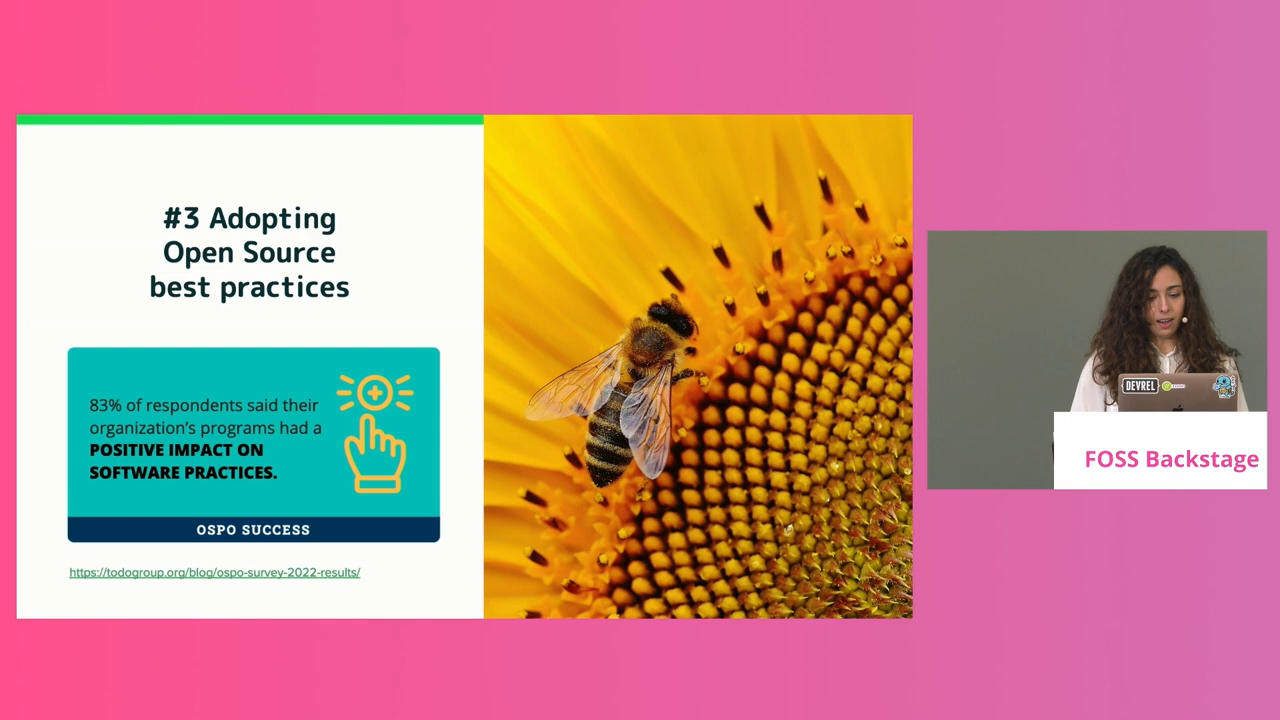 #3 Adopting
Open Source
best practices
83% of respondents said their
organization's programs had a
POSITIVE IMPACT ON
SOFTWARE PRACTICES.
OSPO SUCCESS
https://todogroup.org/blog/ospo-survey-2022-results/
DEVREL
FOSS Backstage